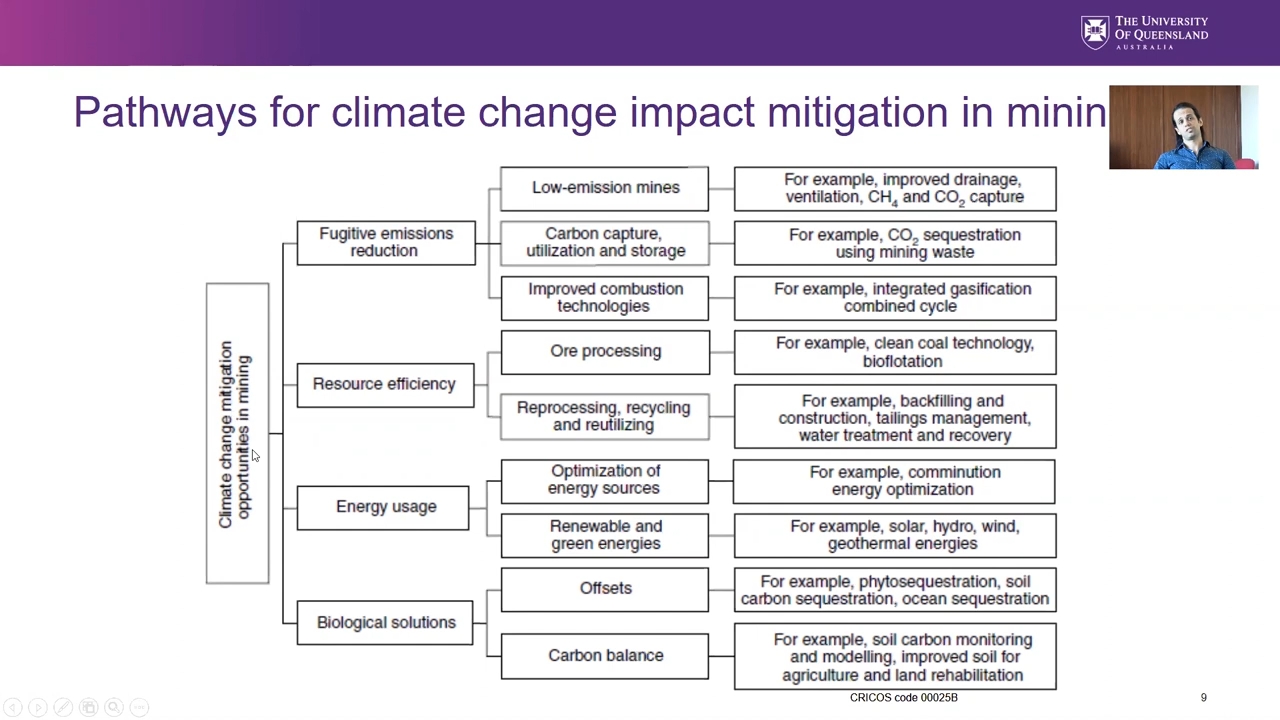 THE UNIVERSITY
OF QUEENSLAND
AUSTRALIA
Pathways for climate change impact mitigation in minin
Climate change mitigation
opportunities in mining
Fugitive emissions
reduction
Low-emission mines
For example, improved drainage,
ventilation, CH4 and CO2 capture
Carbon capture,
utilization and storage
For example, CO2 sequestration
using mining waste
Improved combustion
technologies
For example, integrated gasification
combined cycle
Resource efficiency
Ore processing
For example, clean coal technology,
bioflotation
Reprocessing, recycling
and reutilizing
For example, backfilling and
construction, tailings management,
water treatment and recovery
Energy usage
Optimization of
energy sources
For example, comminution
energy optimization
Renewable and
green energies
For example, solar, hydro, wind,
geothermal energies
Biological solutions
Offsets
For example, phytosequestration, soil
carbon sequestration, ocean sequestration
Carbon balance
For example, soil carbon monitoring
and modelling, improved soil for
agriculture and land rehabilitation
CRICOS code 00025B
9